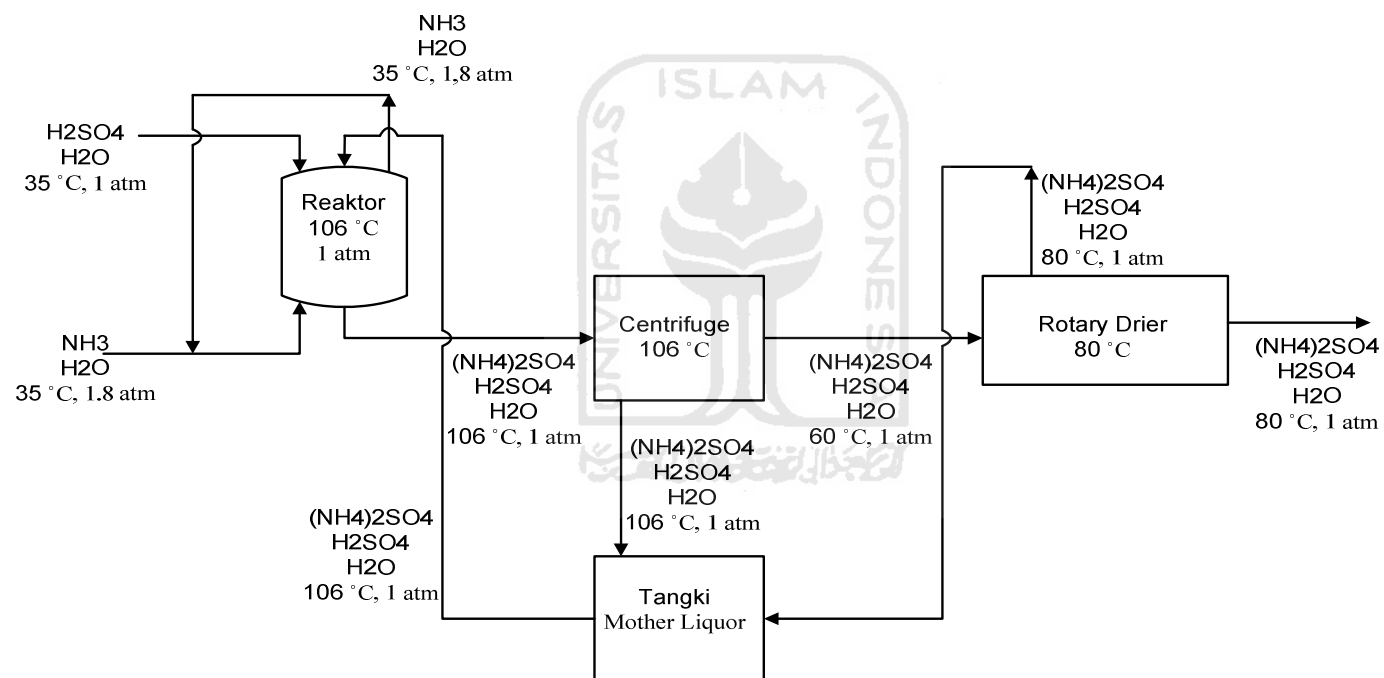 NH3
H2O
35 °C, 1,8 atm
H2SO4
H2O
35 °C, 1 atm
Reaktor
106 °C
1 atm
NH3
H2O
35 °C, 1.8 atm
(NH4)2SO4
H2SO4
H2O
106 °C, 1 atm
Centrifuge
106 °C
(NH4)2SO4
H2SO4
H2O
60 °C, 1 atm
(NH4)2SO4
H2SO4
H2O
80 °C, 1 atm
Rotary Drier
80 °C
(NH4)2SO4
H2SO4
H2O
80 °C, 1 atm
(NH4)2SO4
H2SO4
H2O
106 °C, 1 atm
(NH4)2SO4
H2SO4
H2O
106 °C, 1 atm
Tangki
Mother Liquor
UNIVERSITAS
ISLAM
INDONES